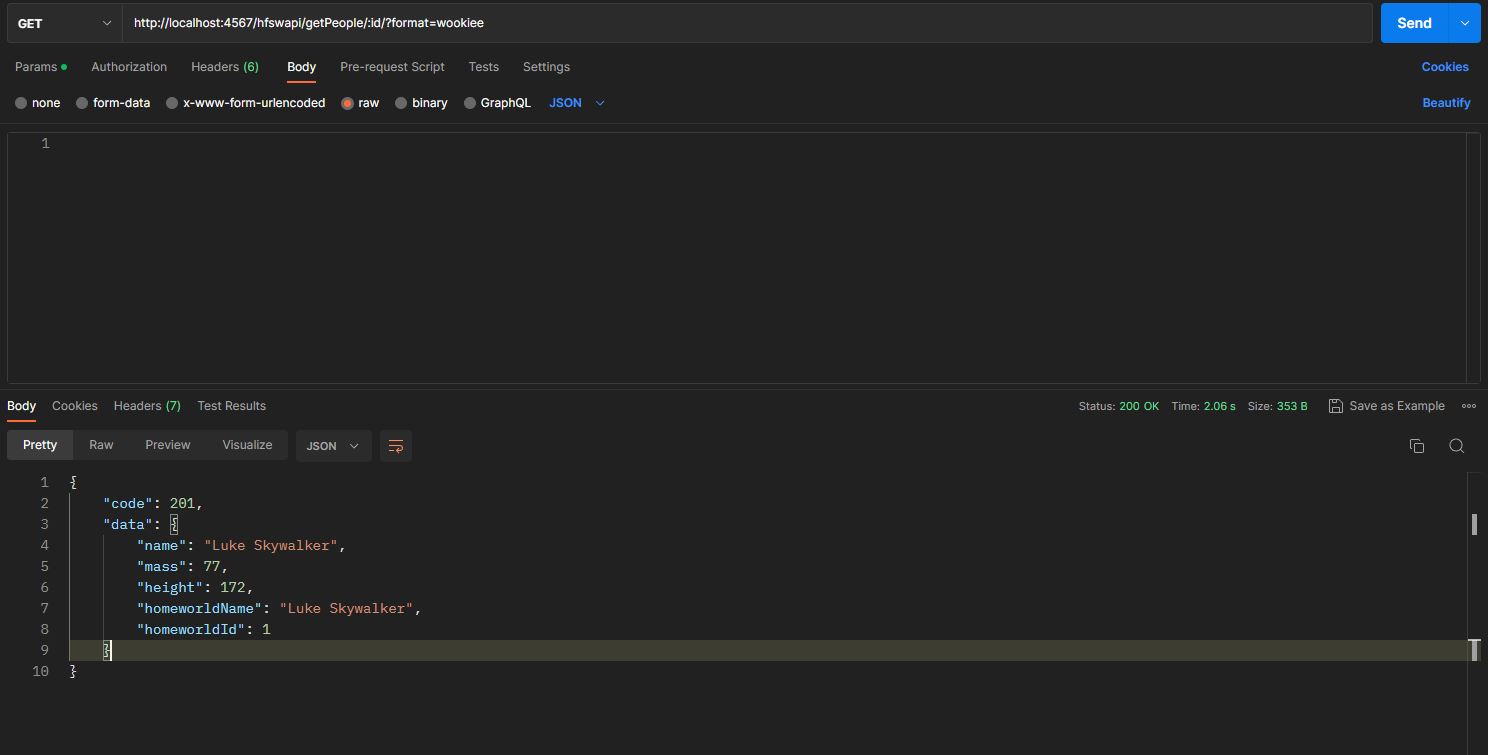 GET http://localhost:4567/hfswapi/getPeople/:id/?format=wookiee Send
Params Authorization Headers (6) Body Pre-request Script Tests Settings Cookies
none form-data x-www-form-urlencoded raw binary GraphQL JSON Beautify
1
Body Cookies Headers (7) Test Results Status: 200 OK Time: 2.06 s Size: 353 B Save as Example
Pretty Raw Preview Visualize JSON
1 {
2 "code": 201,
3 "data": {
4 "name": "Luke Skywalker",
5 "mass": 77,
6 "height": 172,
7 "homeworldName": "Luke Skywalker",
8 "homeworldId": 1
9 }
10 }